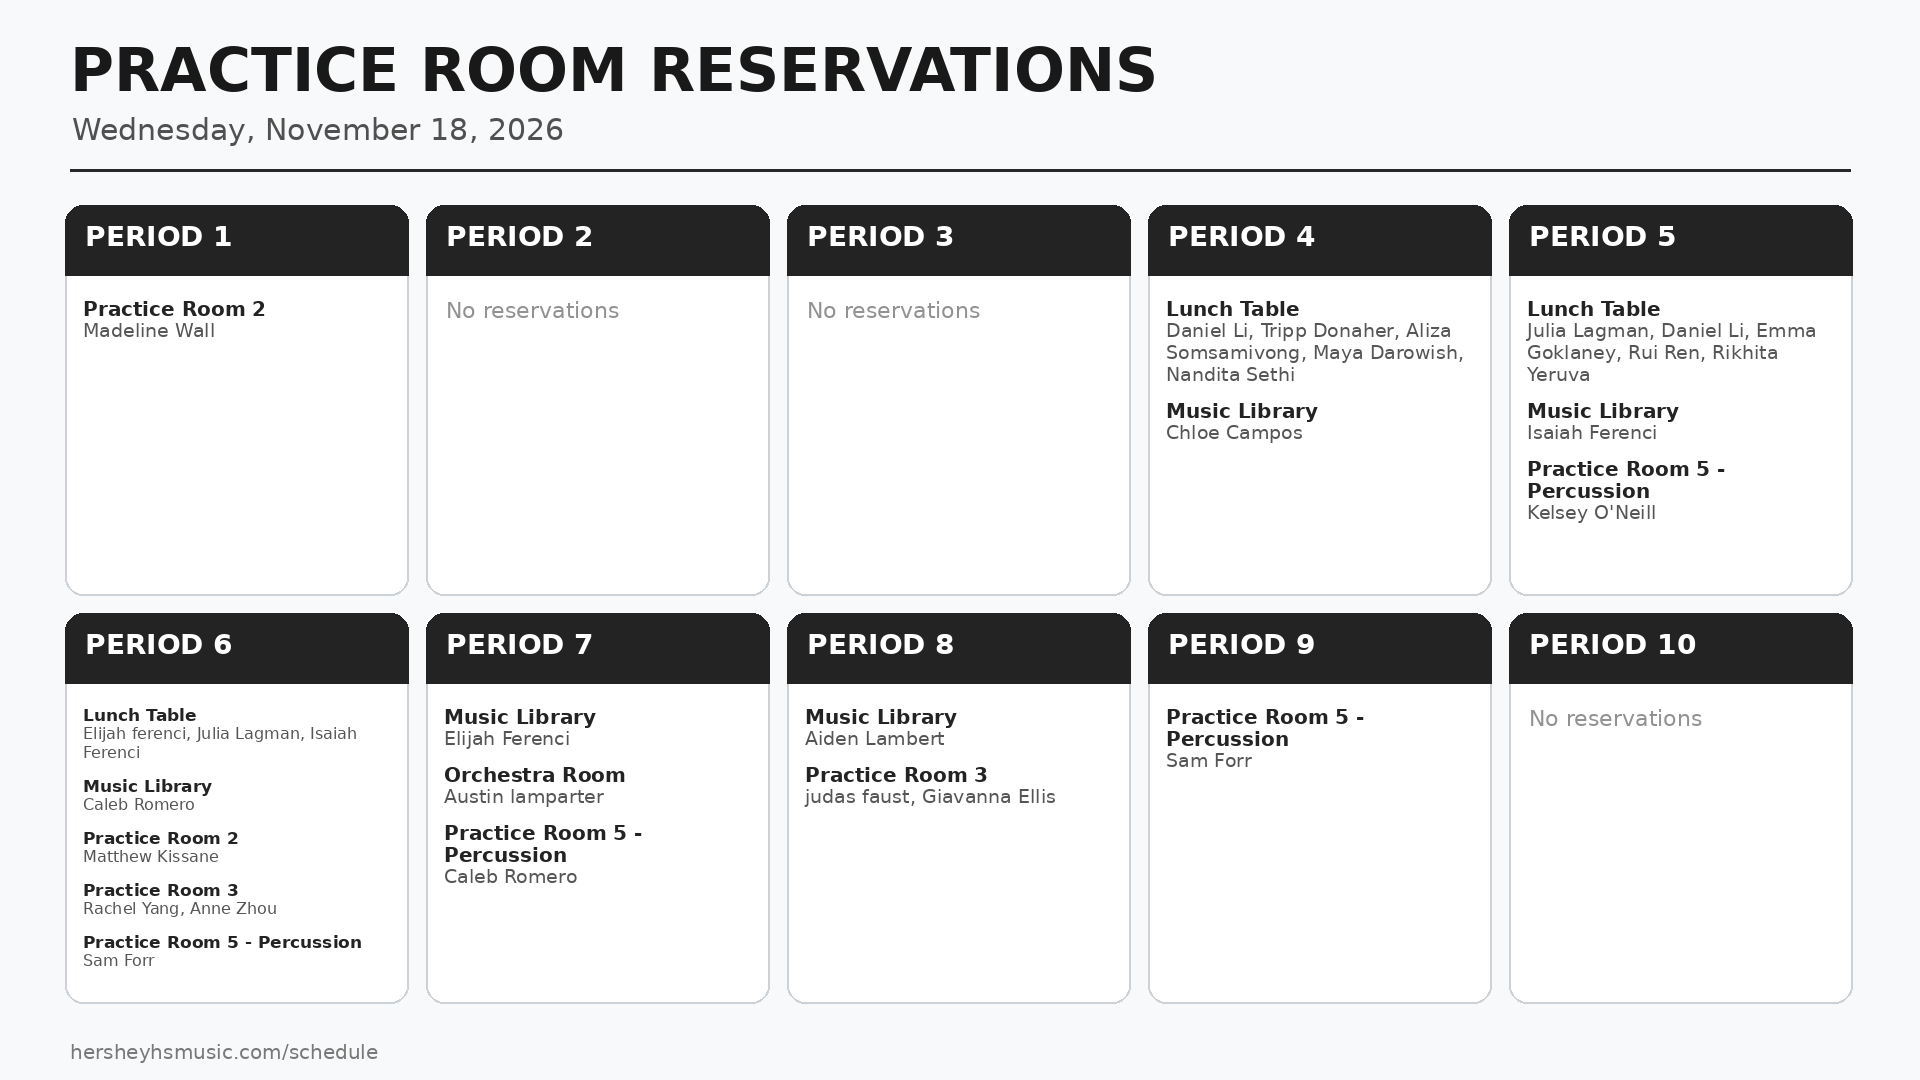 PRACTICE ROOM RESERVATIONS
Wednesday, November 18, 2026
PERIOD 1
Practice Room 2
Madeline Wall
PERIOD 2
No reservations
PERIOD 3
No reservations
PERIOD 4
Lunch Table
Daniel Li, Tripp Donaher, Aliza
Somsamivong, Maya Darowish,
Nandita Sethi
Music Library
Chloe Campos
PERIOD 5
Lunch Table
Julia Lagman, Daniel Li, Emma
Goklaney, Rui Ren, Rikhita
Yeruva
Music Library
Isaiah Ferenci
Practice Room 5 -
Percussion
Kelsey O'Neill
PERIOD 6
Lunch Table
Elijah ferenci, Julia Lagman, Isaiah
Ferenci
Music Library
Caleb Romero
Practice Room 2
Matthew Kissane
Practice Room 3
Rachel Yang, Anne Zhou
Practice Room 5 - Percussion
Sam Forr
PERIOD 7
Music Library
Elijah Ferenci
Orchestra Room
Austin lamparter
Practice Room 5 -
Percussion
Caleb Romero
PERIOD 8
Music Library
Aiden Lambert
Practice Room 3
judas faust, Giavanna Ellis
PERIOD 9
Practice Room 5 -
Percussion
Sam Forr
PERIOD 10
No reservations
hersheyhsmusic.com/schedule